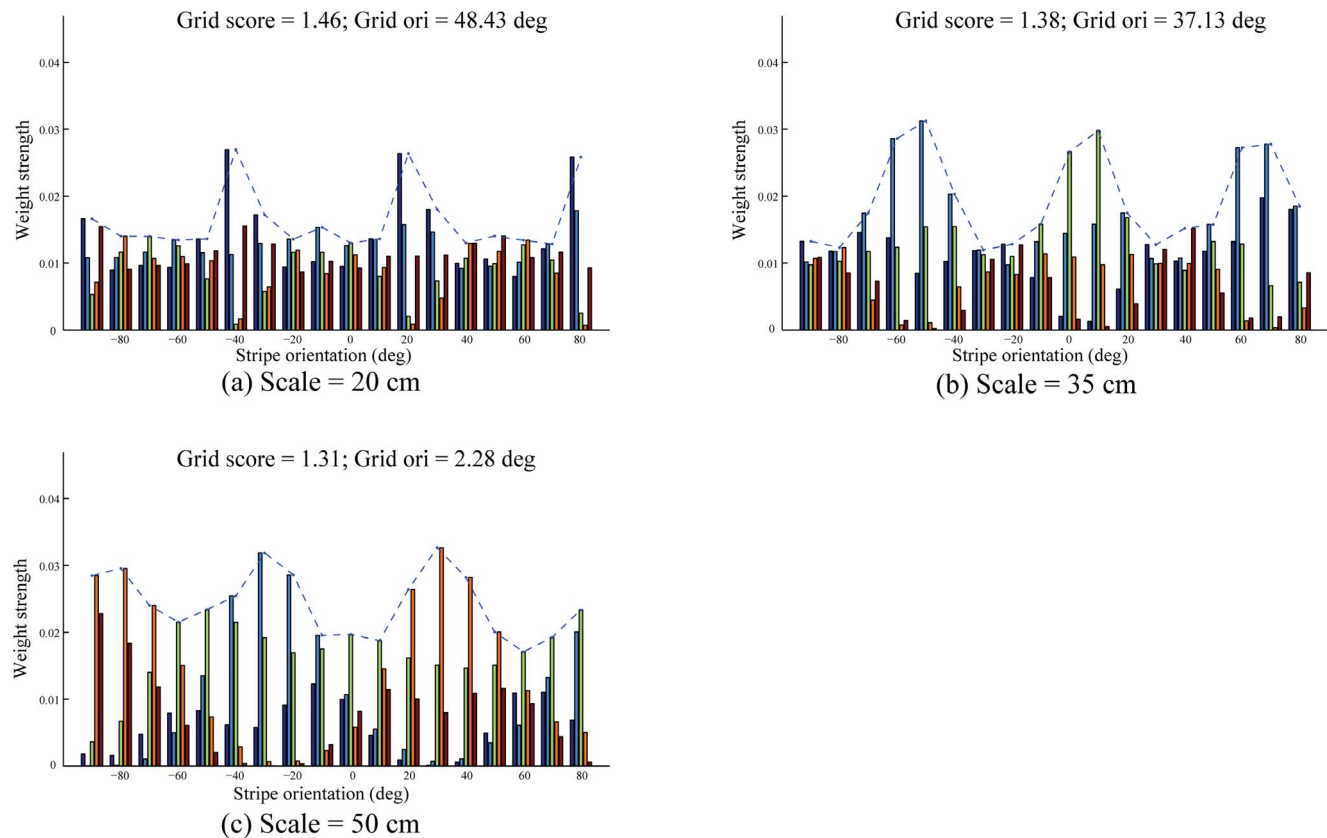 Grid score = 1.46; Grid ori = 48.43 deg
0.04
0.03
0.02
0.01
0
Weight strength
−80 −60 −40 −20 0 20 40 60 80
Stripe orientation (deg)
(a) Scale = 20 cm
Grid score = 1.38; Grid ori = 37.13 deg
0.04
0.03
0.02
0.01
0
Weight strength
−80 −60 −40 −20 0 20 40 60 80
Stripe orientation (deg)
(b) Scale = 35 cm
Grid score = 1.31; Grid ori = 2.28 deg
0.04
0.03
0.02
0.01
0
Weight strength
−80 −60 −40 −20 0 20 40 60 80
Stripe orientation (deg)
(c) Scale = 50 cm